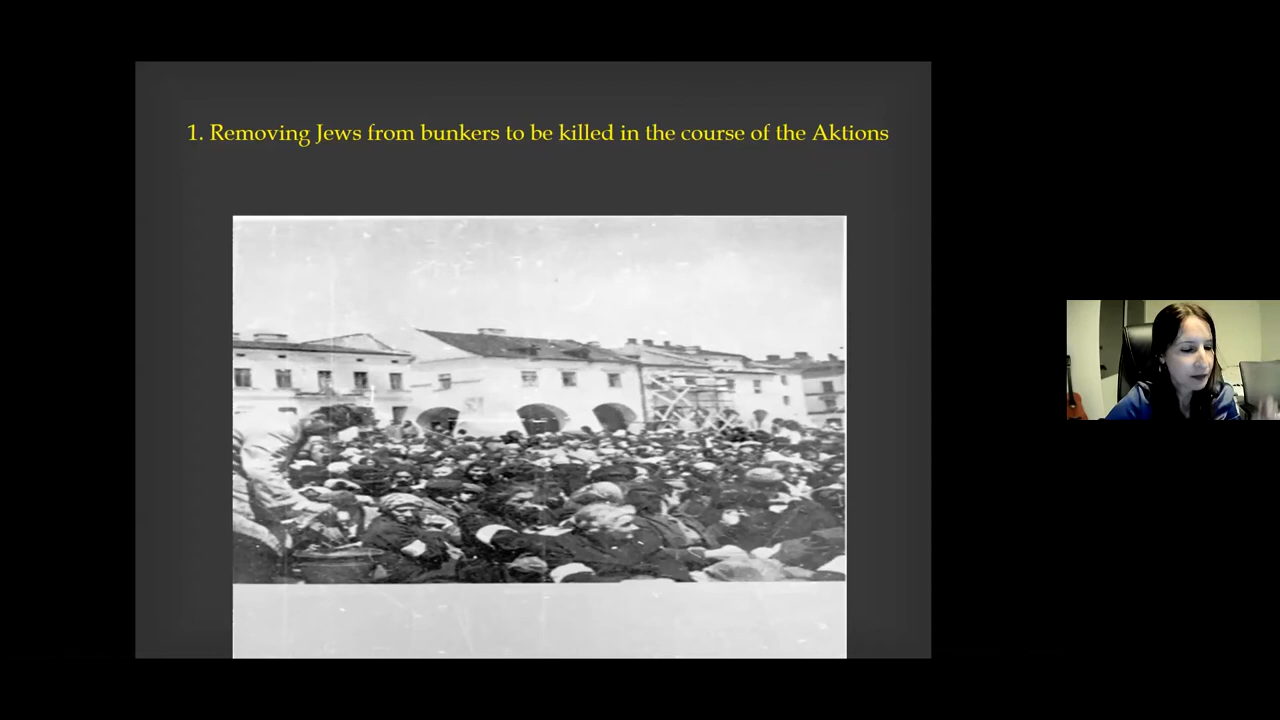 1. Removing Jews from bunkers to be killed in the course of the Aktions